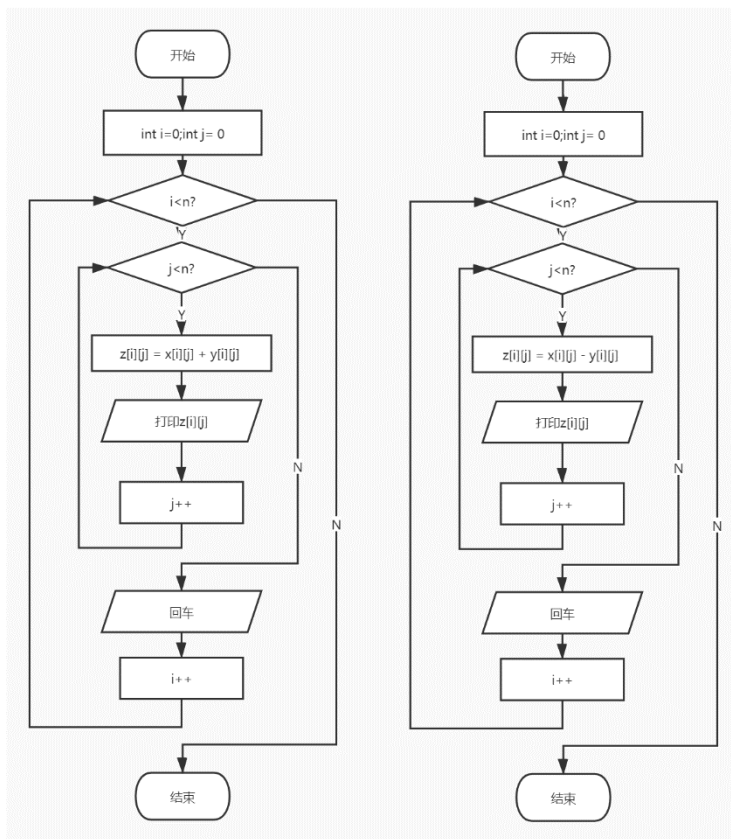 开始
int i=0;int j= 0
i<n?
Y
j<n?
Y
z[i][j] = x[i][j] + y[i][j]
打印z[i][j]
N
j++
N
回车
i++
结束
开始
int i=0;int j= 0
i<n?
Y
j<n?
Y
z[i][j] = x[i][j] - y[i][j]
打印z[i][j]
N
j++
N
回车
i++
结束